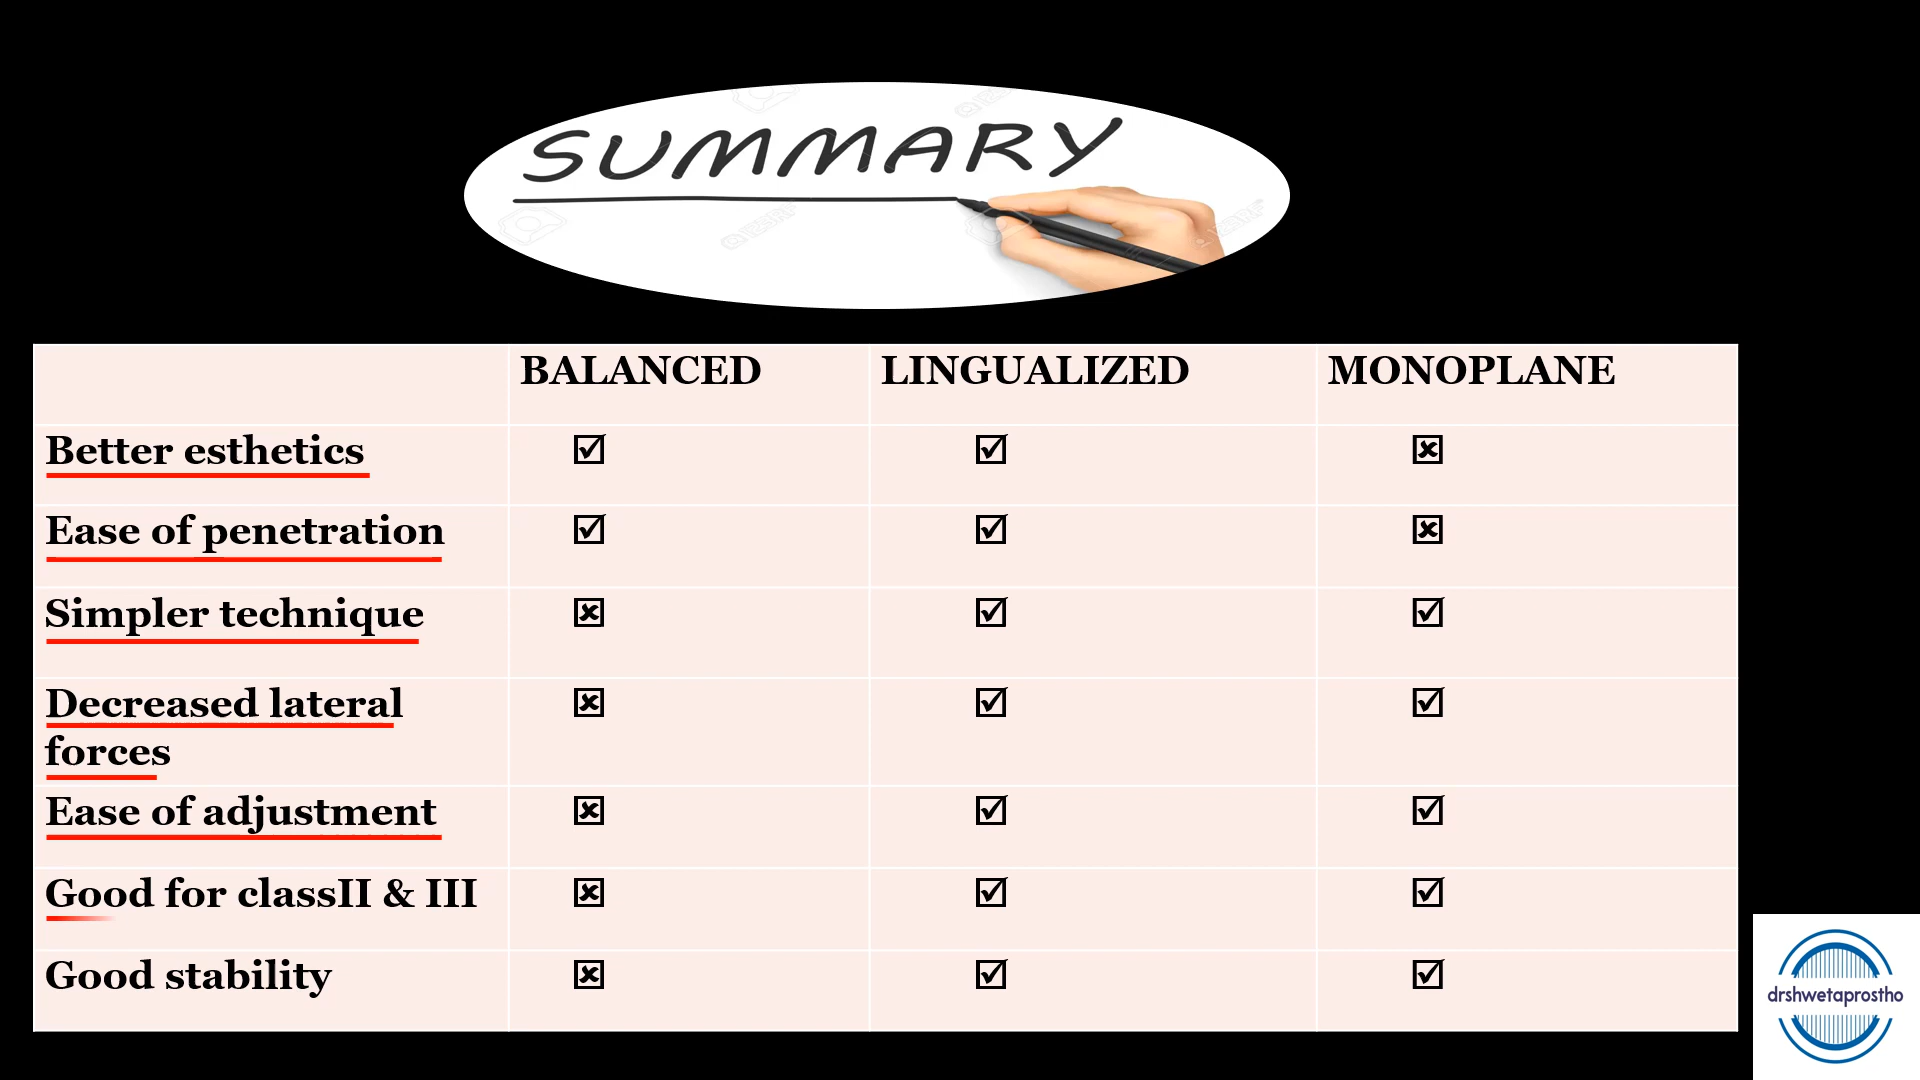 SUMMARY
BALANCED LINGUALIZED MONOPLANE
Better esthetics ☑ ☑ ☒
Ease of penetration ☑ ☑ ☒
Simpler technique ☒ ☑ ☑
Decreased lateral
forces ☒ ☑ ☑
Ease of adjustment ☒ ☑ ☑
Good for classII & III ☒ ☑ ☑
Good stability ☒ ☑ ☑
drshwetaprostho